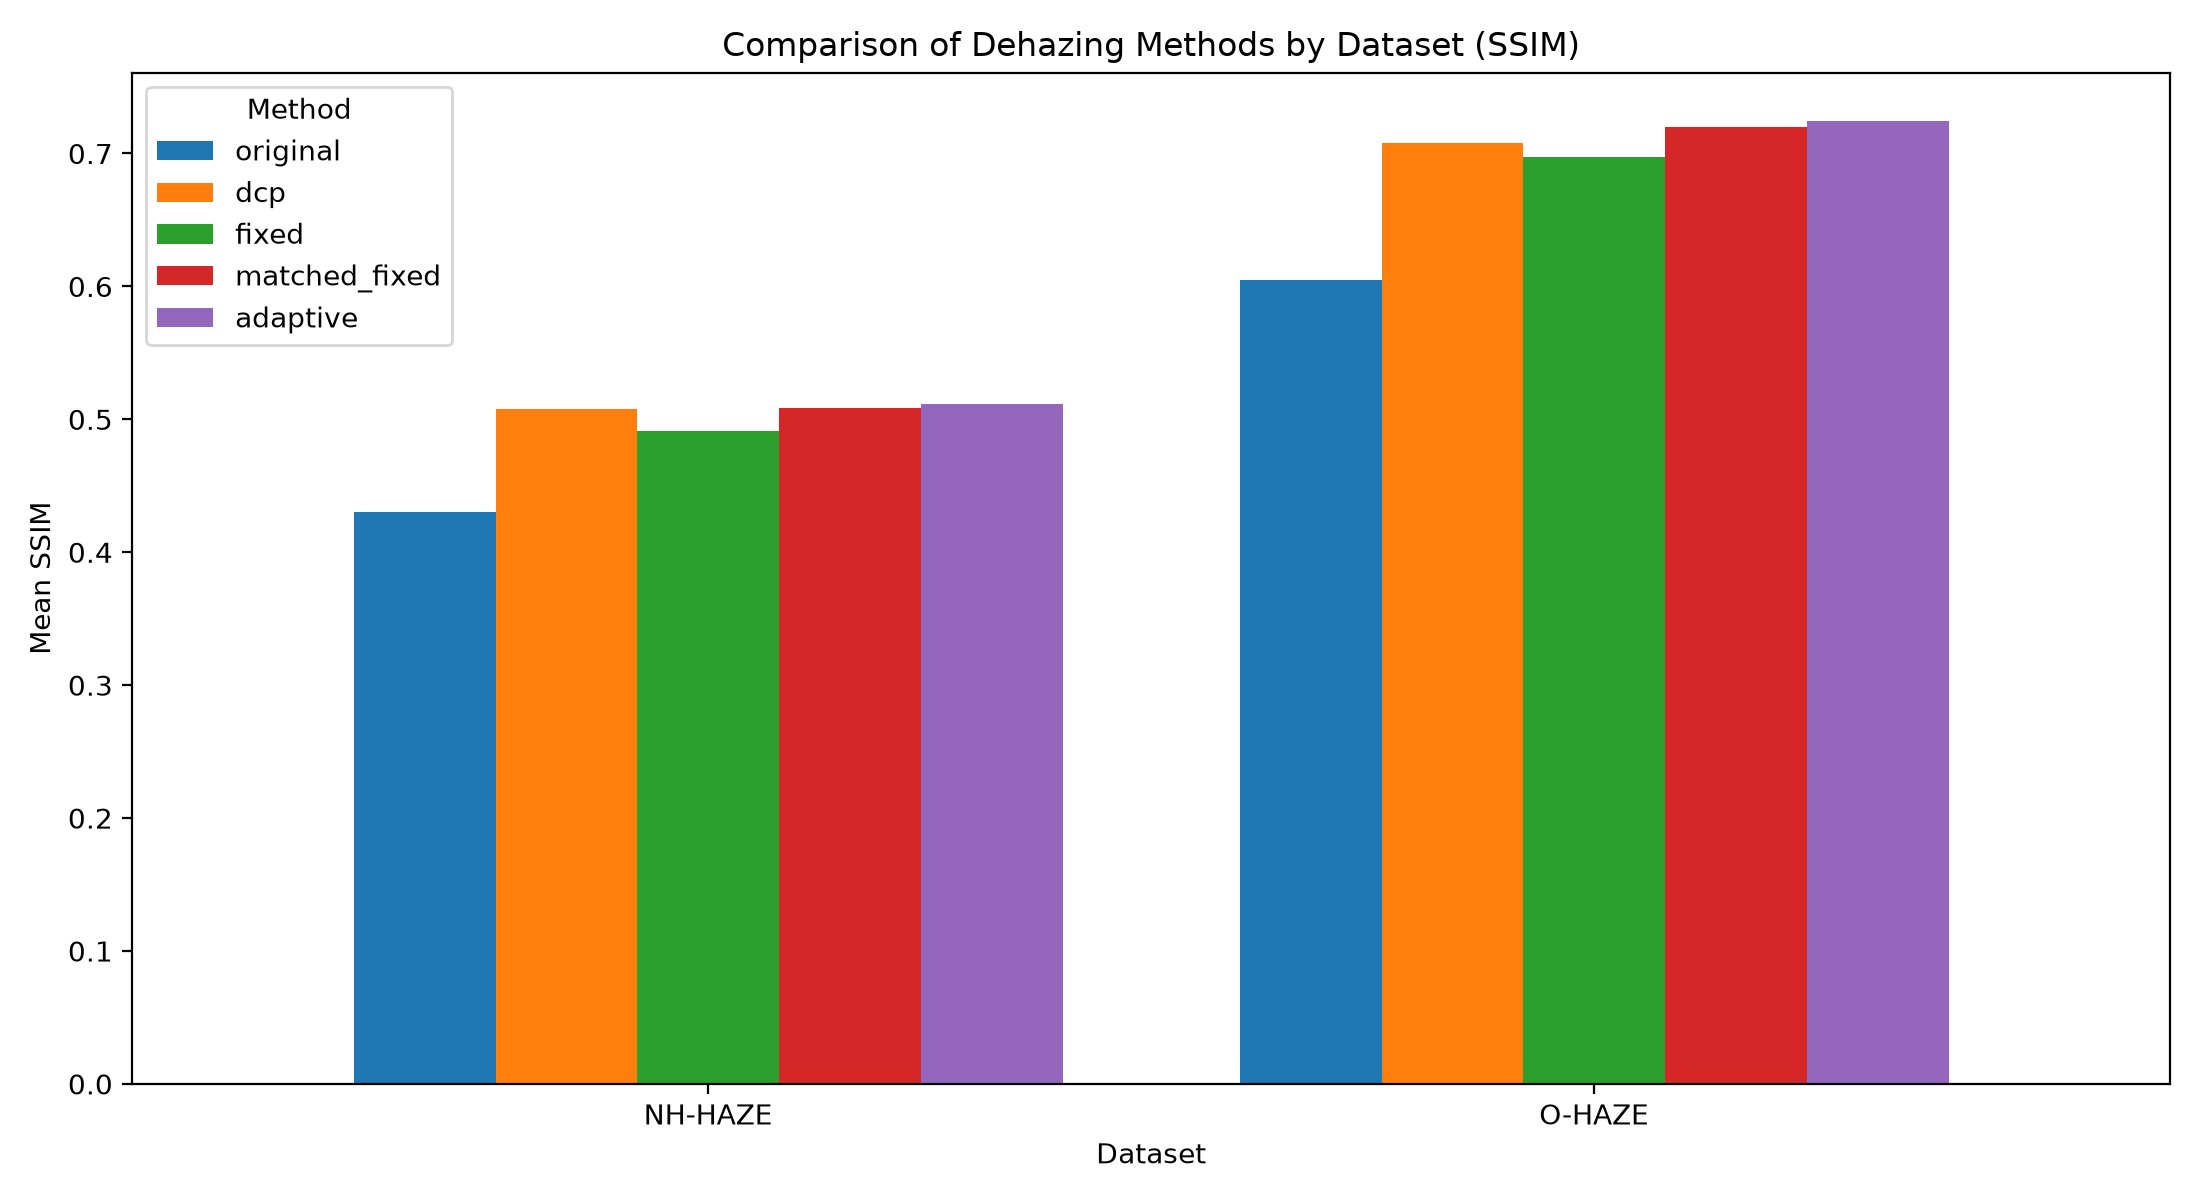 Comparison of Dehazing Methods by Dataset (SSIM)
Method
original
dcp
fixed
matched_fixed
adaptive
0.7
0.6
0.5
0.4
0.3
0.2
0.1
0.0
Mean SSIM
NH-HAZE
O-HAZE
Dataset